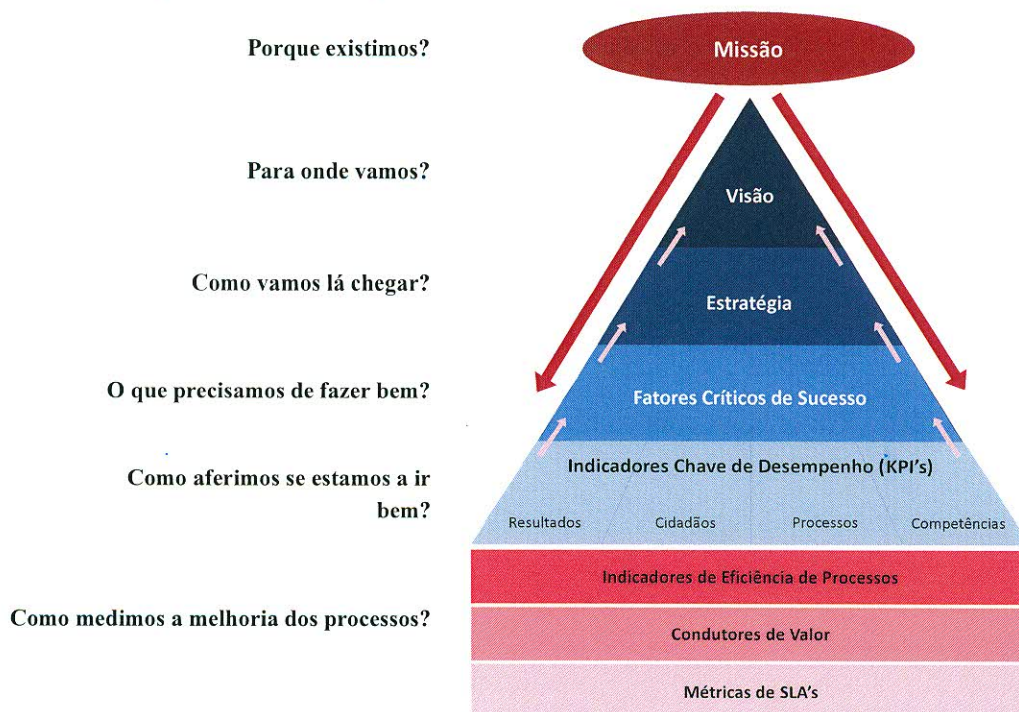 Porque existimos?
Missão
Para onde vamos?
Visão
Como vamos lá chegar?
Estratégia
O que precisamos de fazer bem?
Fatores Críticos de Sucesso
Como aferimos se estamos a ir
bem?
Indicadores Chave de Desempenho (KPI's)
Resultados Cidadãos Processos Competências
Indicadores de Eficiência de Processos
Como medimos a melhoria dos processos?
Condutores de Valor
Métricas de SLA's